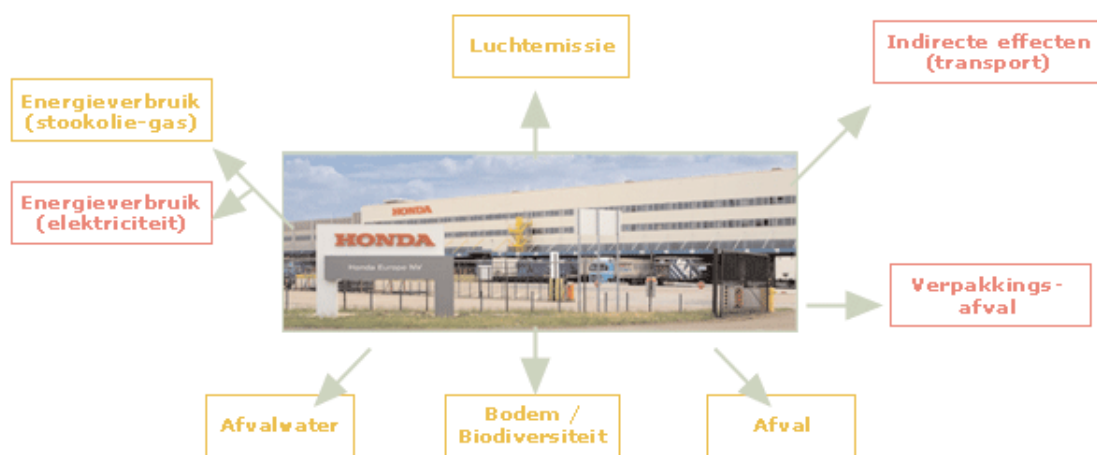 Luchtemissie
Indirecte effecten
(transport)
Energieverbruik
(stookolie-gas)
Energieverbruik
(elektriciteit)
HONDA
HONDA
Honda Europe NV
Verpakkings-
afval
Afvalwater
Bodem /
Biodiversiteit
Afval